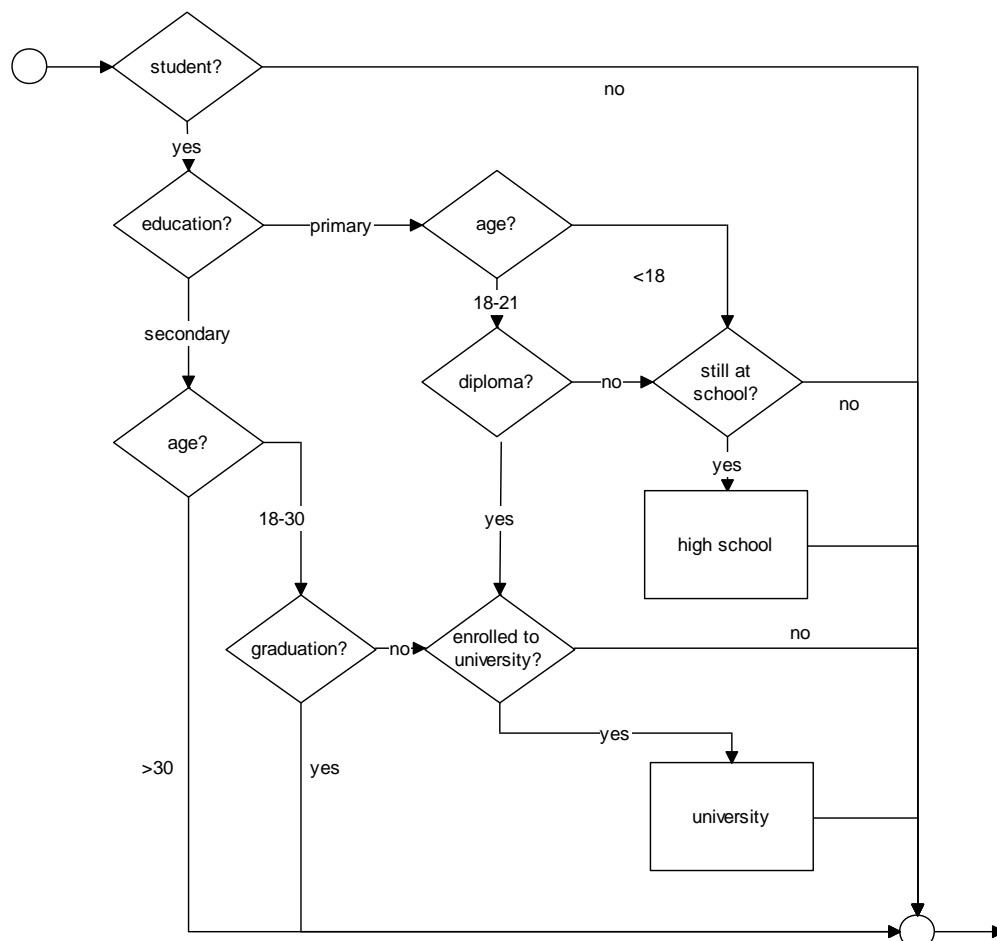 student?
no
yes
education?
primary
age?
<18
18-21
secondary
diploma?
no
still at
school?
no
age?
yes
18-30
yes
high school
graduation?
no
enrolled to
university?
no
yes
>30
yes
university